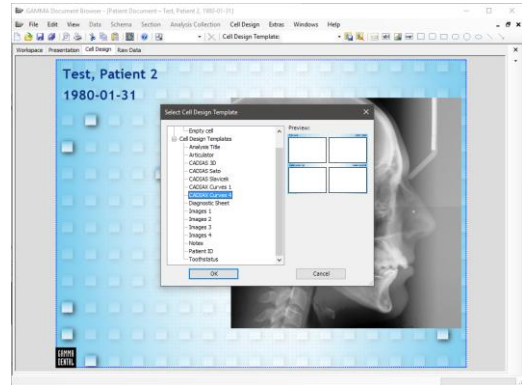 GAMMA Document Browser - [Patient Document - Test, Patient 2, 1980-01-31]
File Edit View Data Schema Section Analysis Collection Cell Design Extras Windows Help
Cell Design Template:
Workspace Presentation Cell Design Raw Data
Test, Patient 2
1980-01-31
Select Cell Design Template
Empty cell
Cell Design Templates
Analysis Title
Articulator
CADIAS 3D
CADIAS Sato
CADIAS Slavicek
CADIAX Curves 1
CADIAX Curves 4
Diagnostic Sheet
Images 1
Images 2
Images 3
Images 4
Notes
Patient ID
Toothstatus
Preview:
OK Cancel
GAMMA
DENTAL